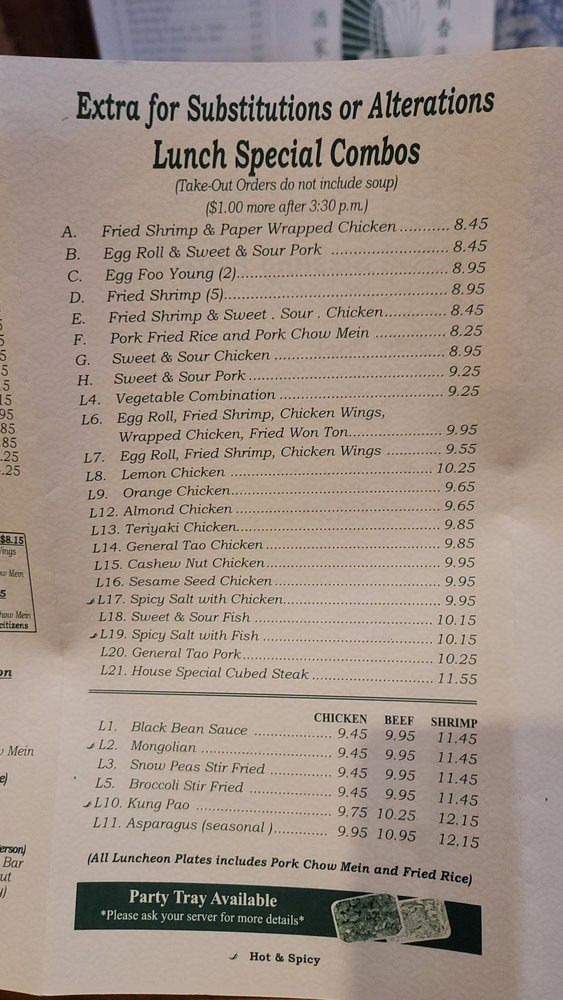 酒家
新香
Extra for Substitutions or Alterations
Lunch Special Combos
(Take-Out Orders do not include soup)
($1.00 more after 3:30 p.m.)
A. Fried Shrimp & Paper Wrapped Chicken ........... 8.45
B. Egg Roll & Sweet & Sour Pork ........... 8.45
C. Egg Foo Young (2)........... 8.95
D. Fried Shrimp (5)........... 8.95
E. Fried Shrimp & Sweet . Sour . Chicken........... 8.45
F. Pork Fried Rice and Pork Chow Mein ........... 8.25
G. Sweet & Sour Chicken ........... 8.95
H. Sweet & Sour Pork ........... 9.25
L4. Vegetable Combination ........... 9.25
L6. Egg Roll, Fried Shrimp, Chicken Wings,
Wrapped Chicken, Fried Won Ton........... 9.95
L7. Egg Roll, Fried Shrimp, Chicken Wings ........... 9.55
L8. Lemon Chicken ........... 10.25
L9. Orange Chicken........... 9.65
L12. Almond Chicken ........... 9.65
L13. Teriyaki Chicken........... 9.85
L14. General Tao Chicken ........... 9.85
L15. Cashew Nut Chicken........... 9.95
L16. Sesame Seed Chicken ........... 9.95
L17. Spicy Salt with Chicken........... 9.95
L18. Sweet & Sour Fish ........... 10.15
L19. Spicy Salt with Fish ........... 10.15
L20. General Tao Pork........... 10.25
L21. House Special Cubed Steak ........... 11.55
CHICKEN BEEF SHRIMP
L1. Black Bean Sauce ........... 9.45 9.95 11.45
L2. Mongolian ........... 9.45 9.95 11.45
L3. Snow Peas Stir Fried ........... 9.45 9.95 11.45
L5. Broccoli Stir Fried ........... 9.45 9.95 11.45
L10. Kung Pao ........... 9.75 10.25 12.15
L11. Asparagus (seasonal )........... 9.95 10.95 12.15
(All Luncheon Plates includes Pork Chow Mein and Fried Rice)
Party Tray Available
*Please ask your server for more details*
Hot & Spicy
$8.15
Mein
citizens
Mein
Bar